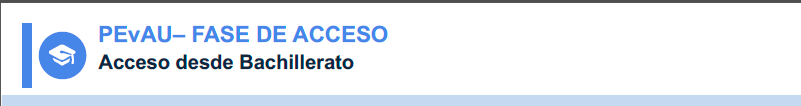 PEvAU– FASE DE ACCESO
Acceso desde Bachillerato